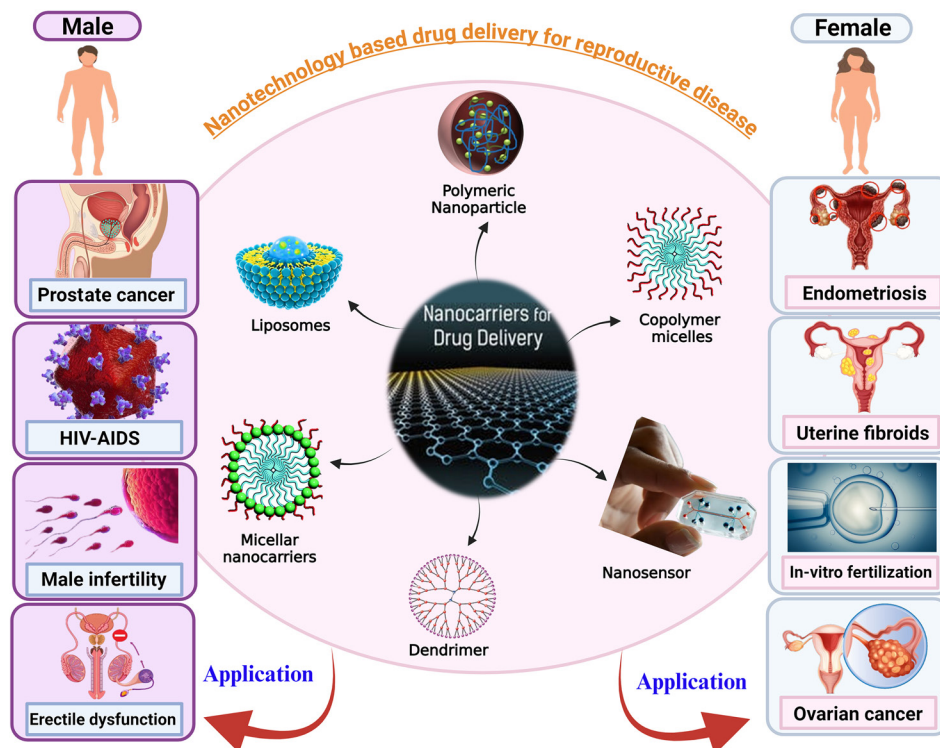 Male
Nanotechnology based drug delivery for reproductive disease
Female
Polymeric
Nanoparticle
Liposomes
Copolymer
micelles
Nanocarriers for
Drug Delivery
Micellar
nanocarriers
Nanosensor
Dendrimer
Prostate cancer
HIV-AIDS
Male infertility
Erectile dysfunction
Endometriosis
Uterine fibroids
In-vitro fertilization
Ovarian cancer
Application
Application